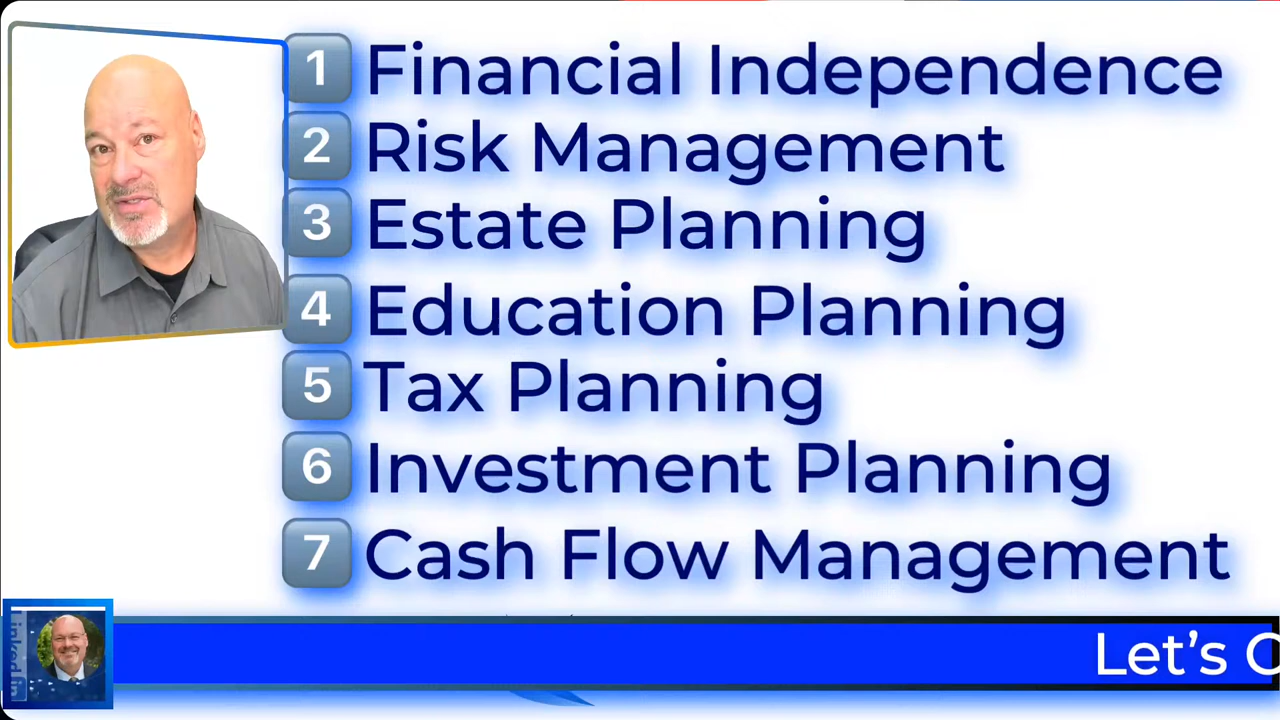 1 Financial Independence
2 Risk Management
3 Estate Planning
4 Education Planning
5 Tax Planning
6 Investment Planning
7 Cash Flow Management
Let's